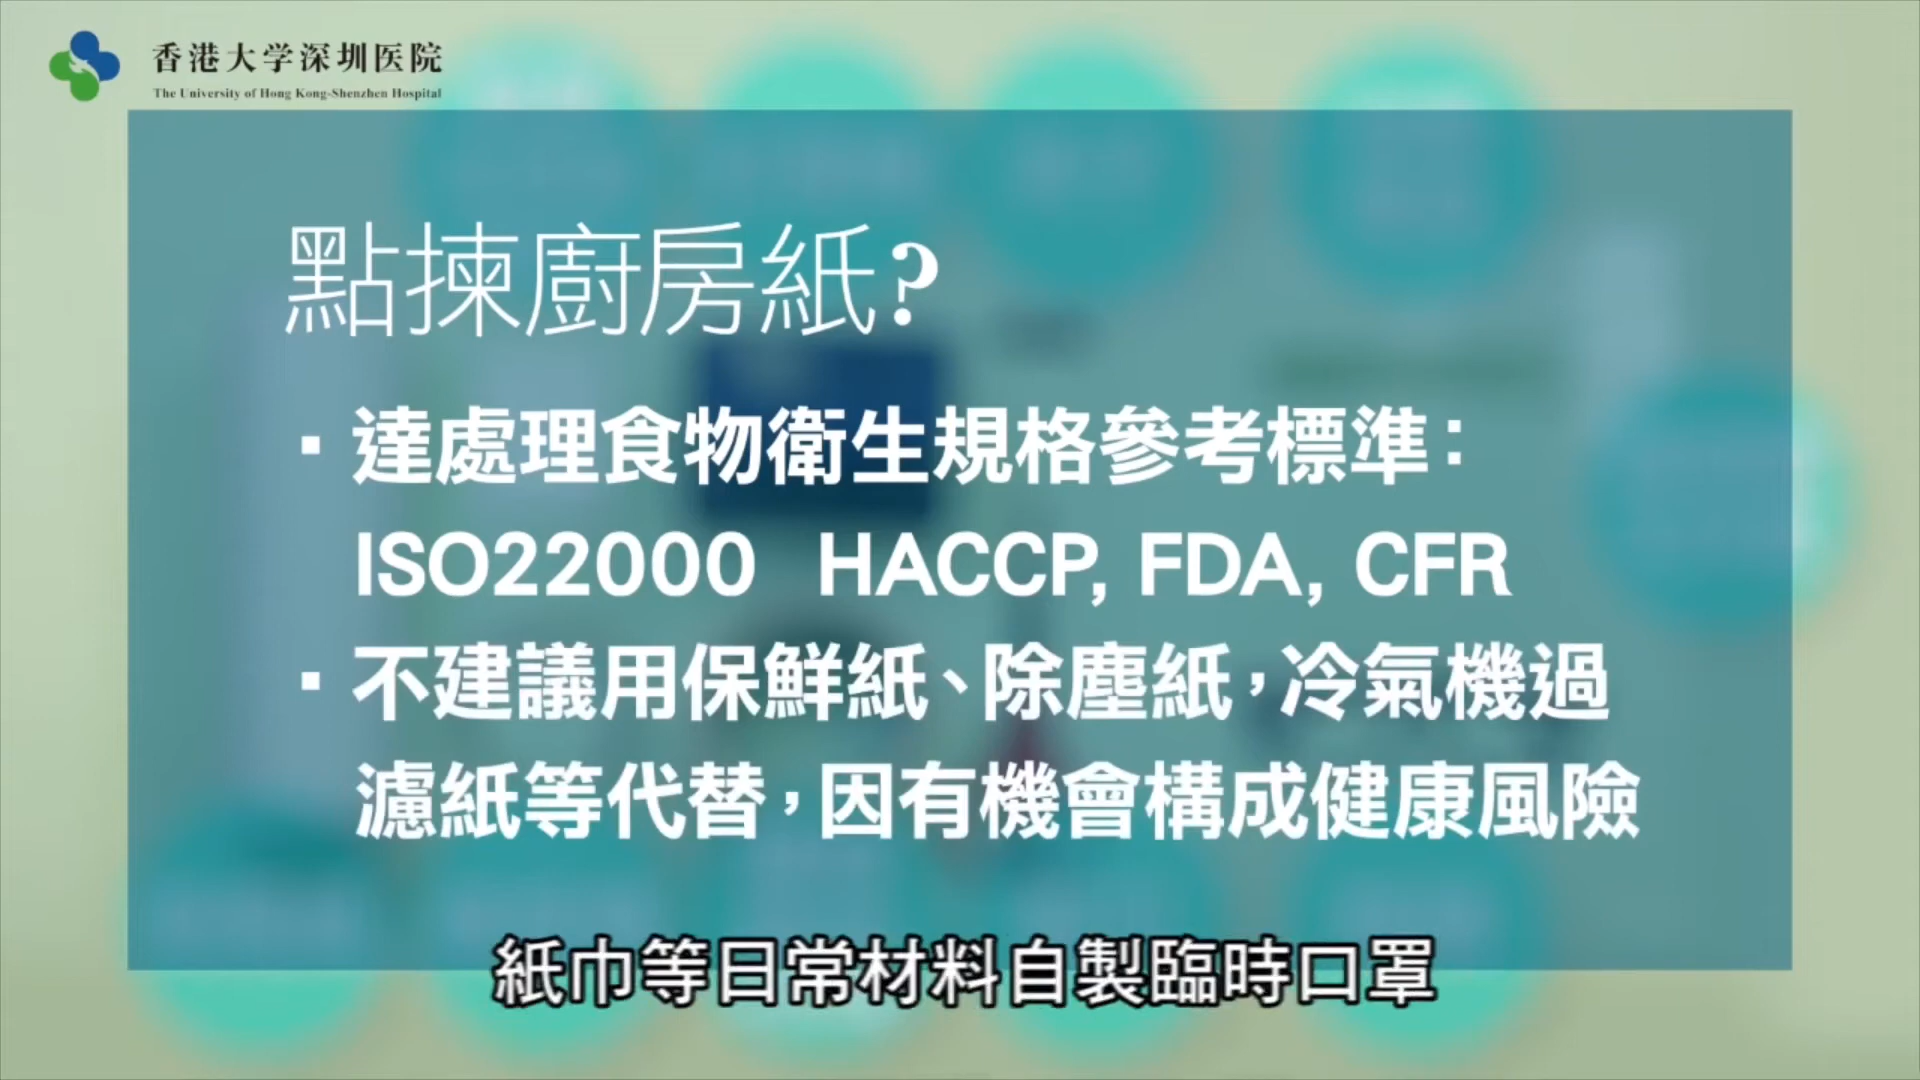 香港大学深圳医院
The University of Hong Kong-Shenzhen Hospital
點揀廚房紙?
▪ 達處理食物衛生規格參考標準：
ISO22000 HACCP, FDA, CFR
▪ 不建議用保鮮紙、除塵紙，冷氣機過
濾紙等代替，因有機會構成健康風險
紙巾等日常材料自製臨時口罩